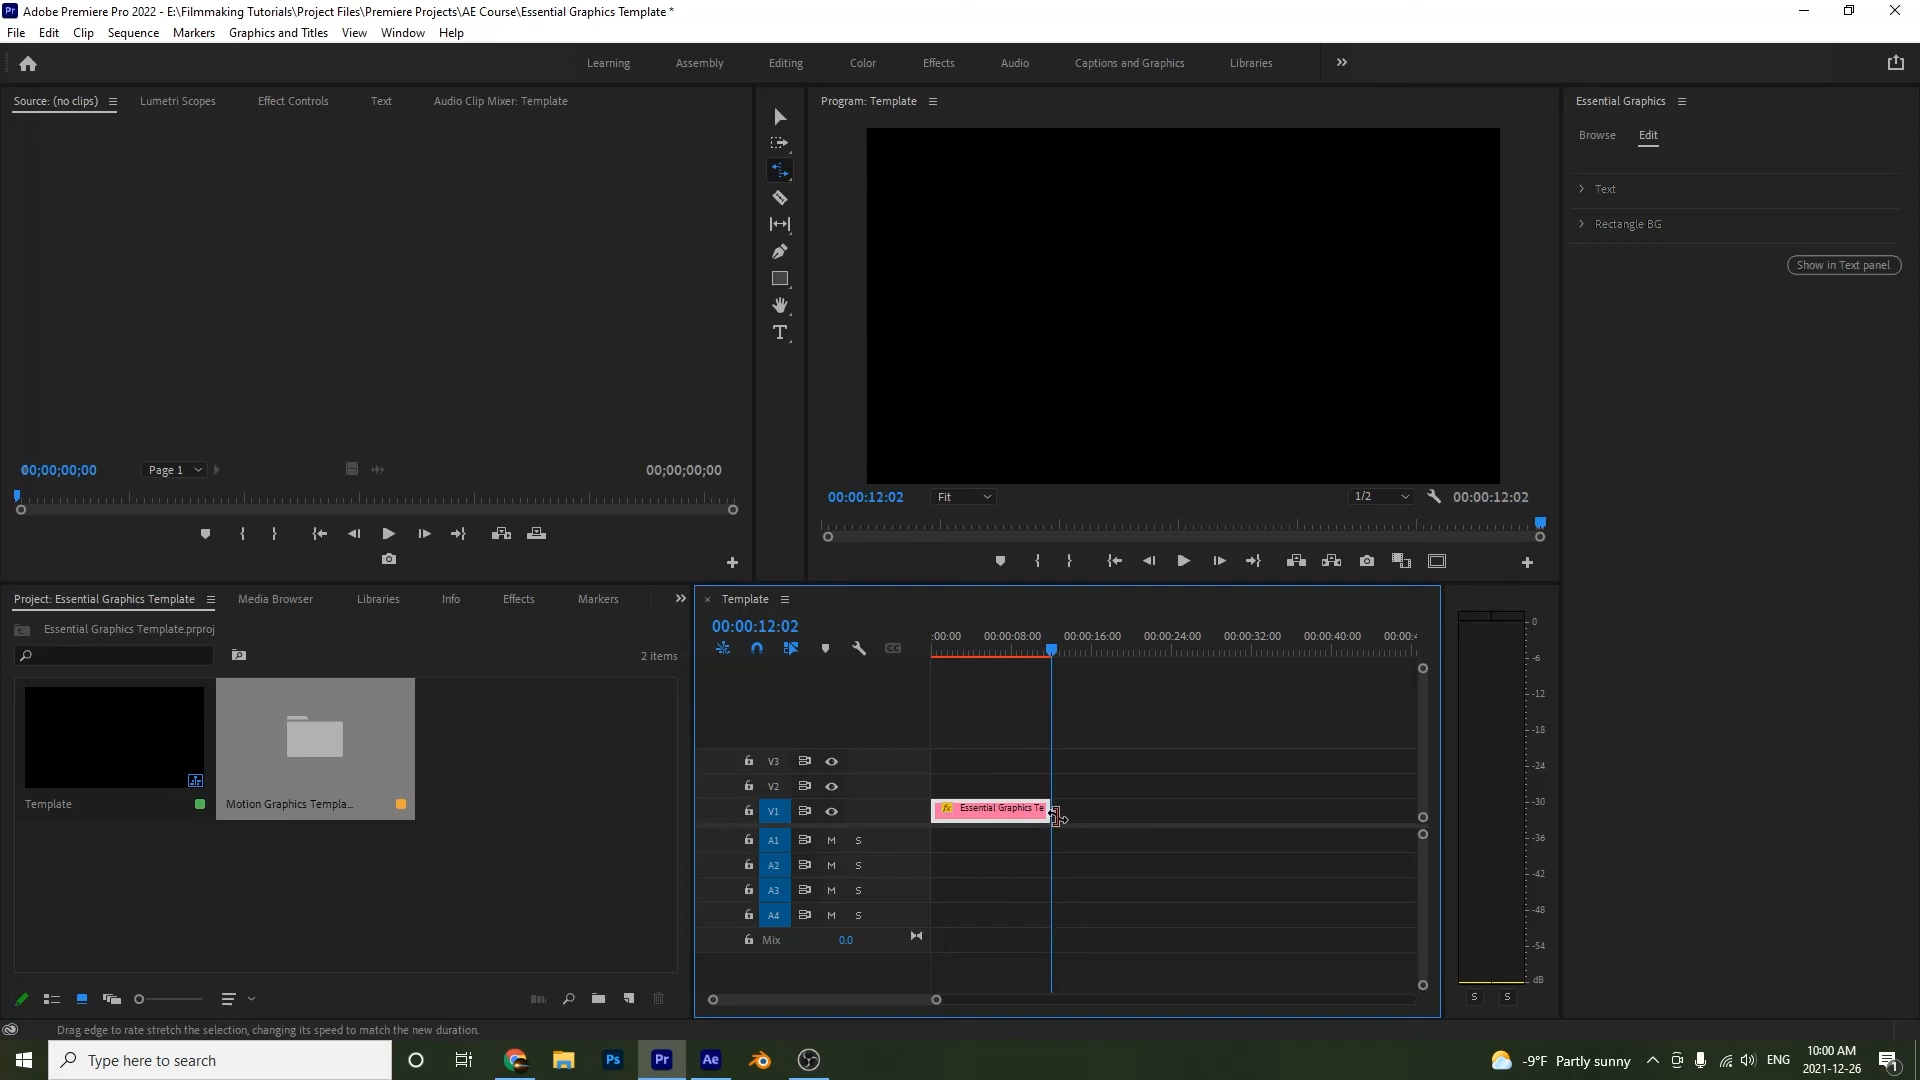 Pr Adobe Premiere Pro 2022 - E:\Filmmaking Tutorials\Project Files\Premiere Projects\AE Course\Essential Graphics Template *
File Edit Clip Sequence Markers Graphics and Titles View Window Help
Learning Assembly Editing Color Effects Audio Captions and Graphics Libraries
Source: (no clips) Lumetri Scopes Effect Controls Text Audio Clip Mixer: Template
Program: Template
Essential Graphics
Browse Edit
Text
Rectangle BG
Show in Text panel
00;00;00;00 Page 1 00;00;00;00
00:00:12:02 Fit 1/2 00:00:12:02
Project: Essential Graphics Template Media Browser Libraries Info Effects Markers
Essential Graphics Template.prproj
2 items
Template
Motion Graphics Templa...
Template
00:00:12:02
:00:00 00:00:08:00 00:00:16:00 00:00:24:00 00:00:32:00 00:00:40:00 00:00:4
CC
V3
V2
V1 fx Essential Graphics Te
A1 M S
A2 M S
A3 M S
A4 M S
Mix 0.0
0
-6
-12
-18
-24
-30
-36
-42
-48
-54
dB
S S
Drag edge to rate stretch the selection, changing its speed to match the new duration.
Type here to search
Ps Pr Ae
-9°F Partly sunny
ENG
10:00 AM
2021-12-26
1